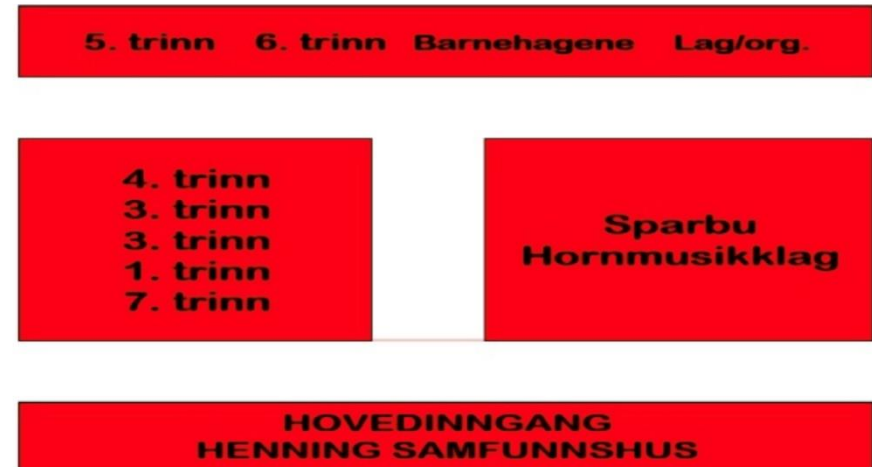 5. trinn 6. trinn Barnehagene Lag/org.
4. trinn
3. trinn
3. trinn
1. trinn
7. trinn
Sparbu
Hornmusikklag
HOVEDINNGANG
HENNING SAMFUNNSHUS